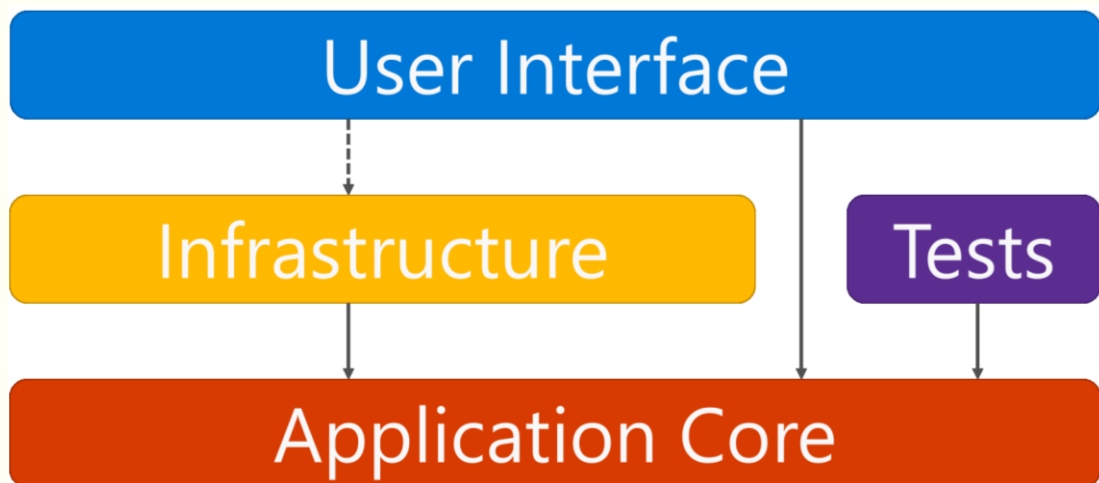 User Interface
Infrastructure
Tests
Application Core